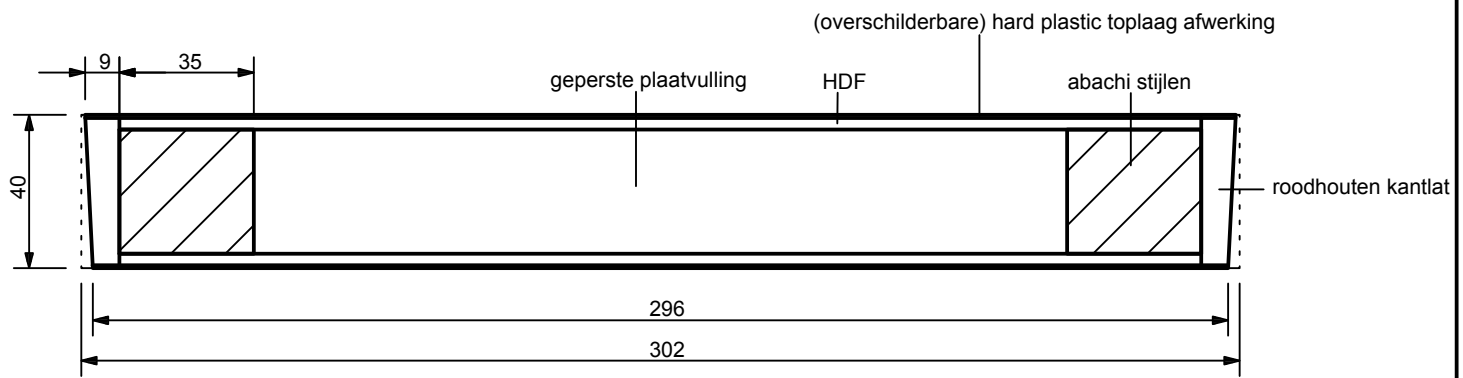 (overschilderbare) hard plastic toplaag afwerking
9
35
geperste plaatvulling
HDF
abachi stijlen
40
roodhouten kantlat
296
302